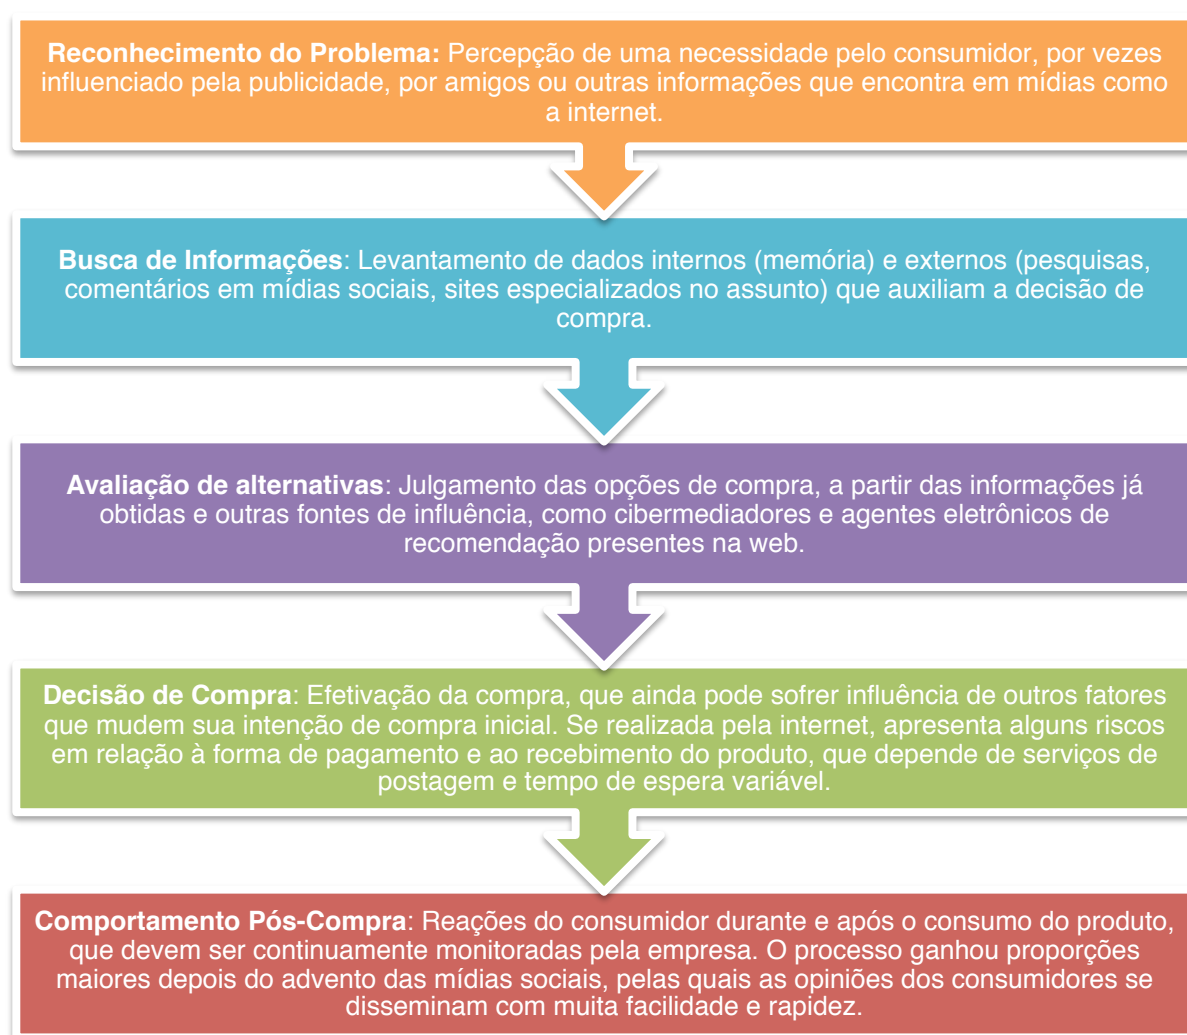 Reconhecimento do Problema: Percepção de uma necessidade pelo consumidor, por vezes
influenciado pela publicidade, por amigos ou outras informações que encontra em mídias como
a internet.
Busca de Informações: Levantamento de dados internos (memória) e externos (pesquisas,
comentários em mídias sociais, sites especializados no assunto) que auxiliam a decisão de
compra.
Avaliação de alternativas: Julgamento das opções de compra, a partir das informações já
obtidas e outras fontes de influência, como cibermediadores e agentes eletrônicos de
recomendação presentes na web.
Decisão de Compra: Efetivação da compra, que ainda pode sofrer influência de outros fatores
que mudem sua intenção de compra inicial. Se realizada pela internet, apresenta alguns riscos
em relação à forma de pagamento e ao recebimento do produto, que depende de serviços de
postagem e tempo de espera variável.
Comportamento Pós-Compra: Reações do consumidor durante e após o consumo do produto,
que devem ser continuamente monitoradas pela empresa. O processo ganhou proporções
maiores depois do advento das mídias sociais, pelas quais as opiniões dos consumidores se
disseminam com muita facilidade e rapidez.